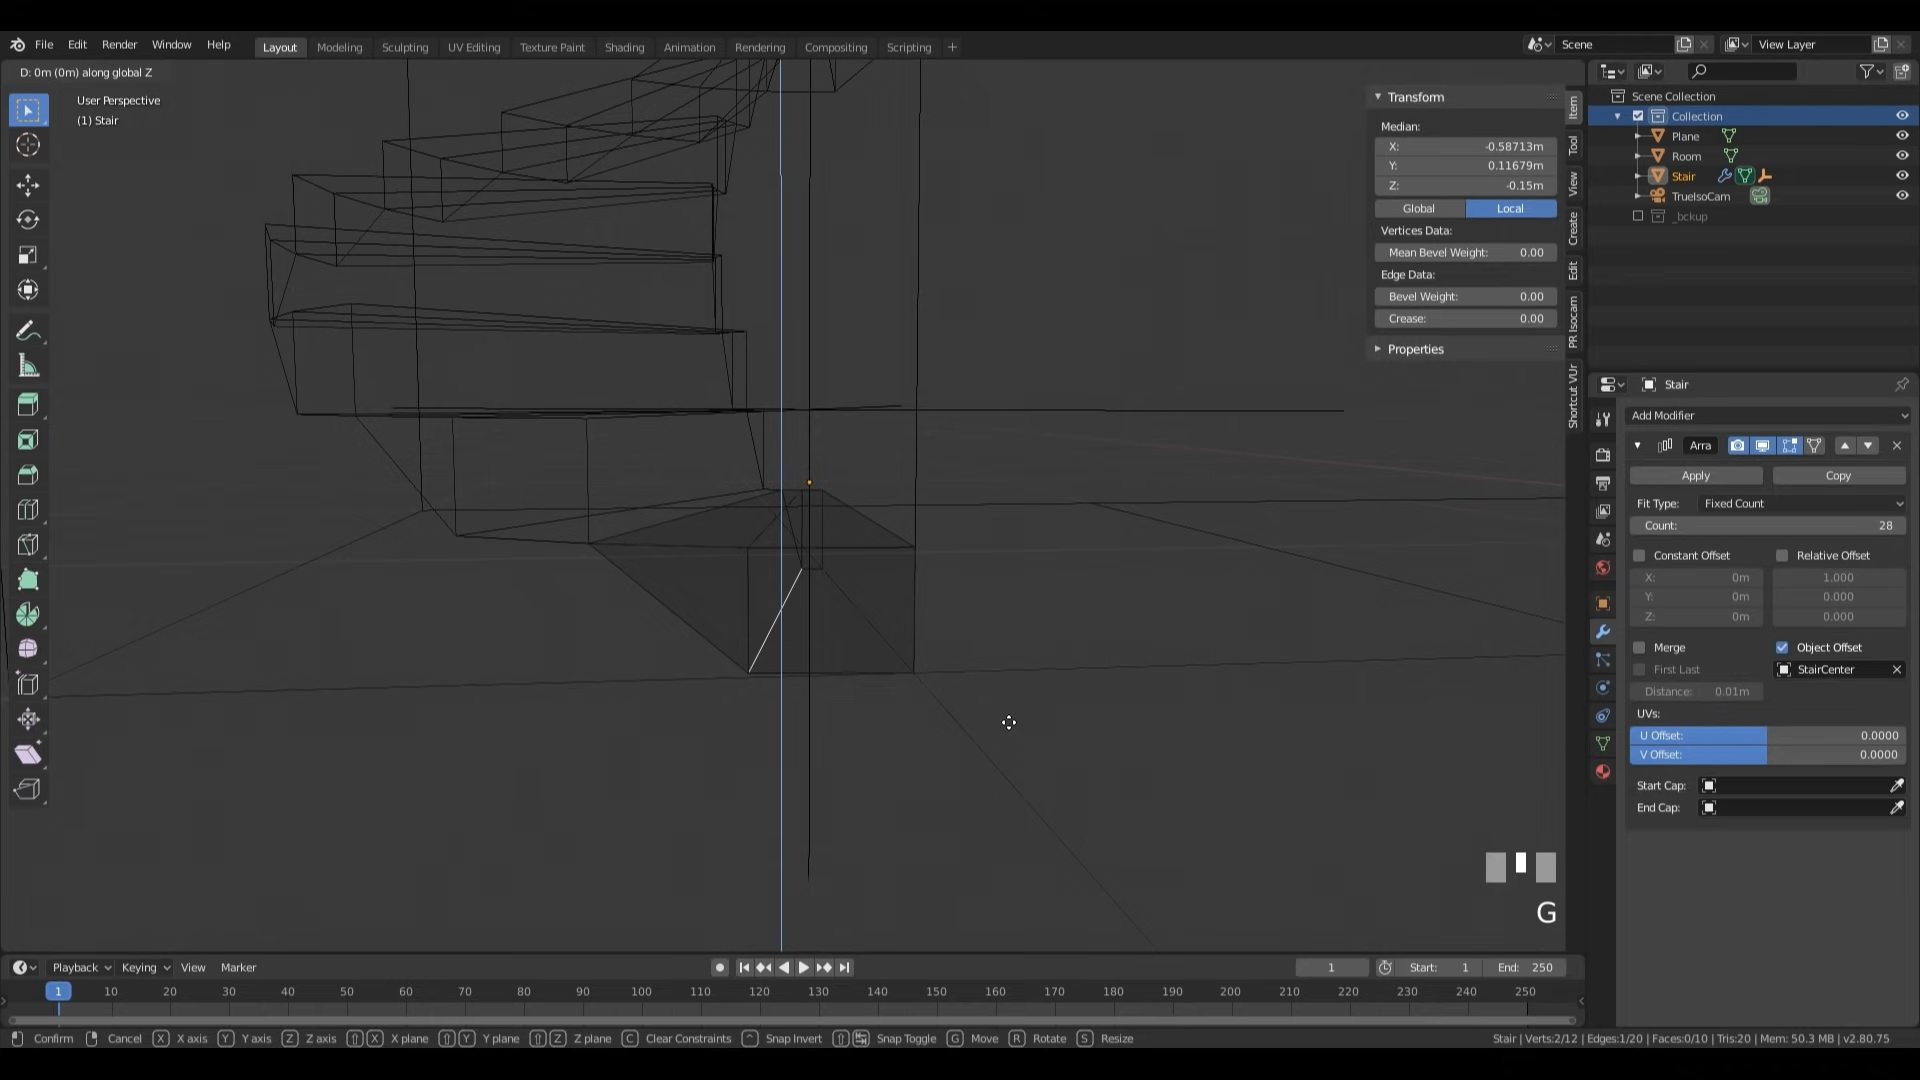 File Edit Render Window Help Layout Modeling Sculpting UV Editing Texture Paint Shading Animation Rendering Compositing Scripting + Scene View Layer
D: 0m (0m) along global Z
User Perspective
(1) Stair
Transform
Median:
X: -0.58713m
Y: 0.11679m
Z: -0.15m
Global Local
Vertices Data:
Mean Bevel Weight: 0.00
Edge Data:
Bevel Weight: 0.00
Crease: 0.00
Properties
Item
Tool
View
Create
Edit
PR Isocam
Shortcut VUr
Scene Collection
Collection
Plane
Room
Stair
TrueIsoCam
_bckup
Stair
Add Modifier
Arra
Apply Copy
Fit Type: Fixed Count
Count: 28
Constant Offset Relative Offset
X: 0m 1.000
Y: 0m 0.000
Z: 0m 0.000
Merge Object Offset
First Last StairCenter
Distance: 0.01m
UVs:
U Offset: 0.0000
V Offset: 0.0000
Start Cap:
End Cap:
G
Playback Keying View Marker 1 Start: 1 End: 250
1 10 20 30 40 50 60 70 80 90 100 110 120 130 140 150 160 170 180 190 200 210 220 230 240 250
Confirm Cancel X X axis Y Y axis Z Z axis X X plane Y Y plane Z Z plane C Clear Constraints ^ Snap Invert Snap Toggle G Move R Rotate S Resize Stair | Verts:2/12 | Edges:1/20 | Faces:0/10 | Tris:20 | Mem: 50.3 MB | v2.80.75